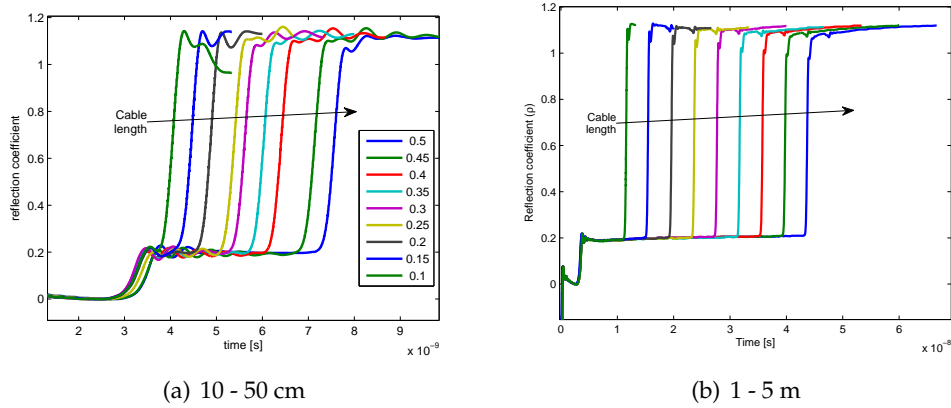 1.2
1
0.8
0.6
0.4
0.2
0
reflection coefficient
Cable
length
0.5
0.45
0.4
0.35
0.3
0.25
0.2
0.15
0.1
2 3 4 5 6 7 8 9
time [s]
x 10⁻⁹
(a) 10 - 50 cm
1.2
1
0.8
0.6
0.4
0.2
0
Reflection coefficient (ρ)
Cable
length
0 1 2 3 4 5 6 7
Time [s]
x 10⁻⁸
(b) 1 - 5 m